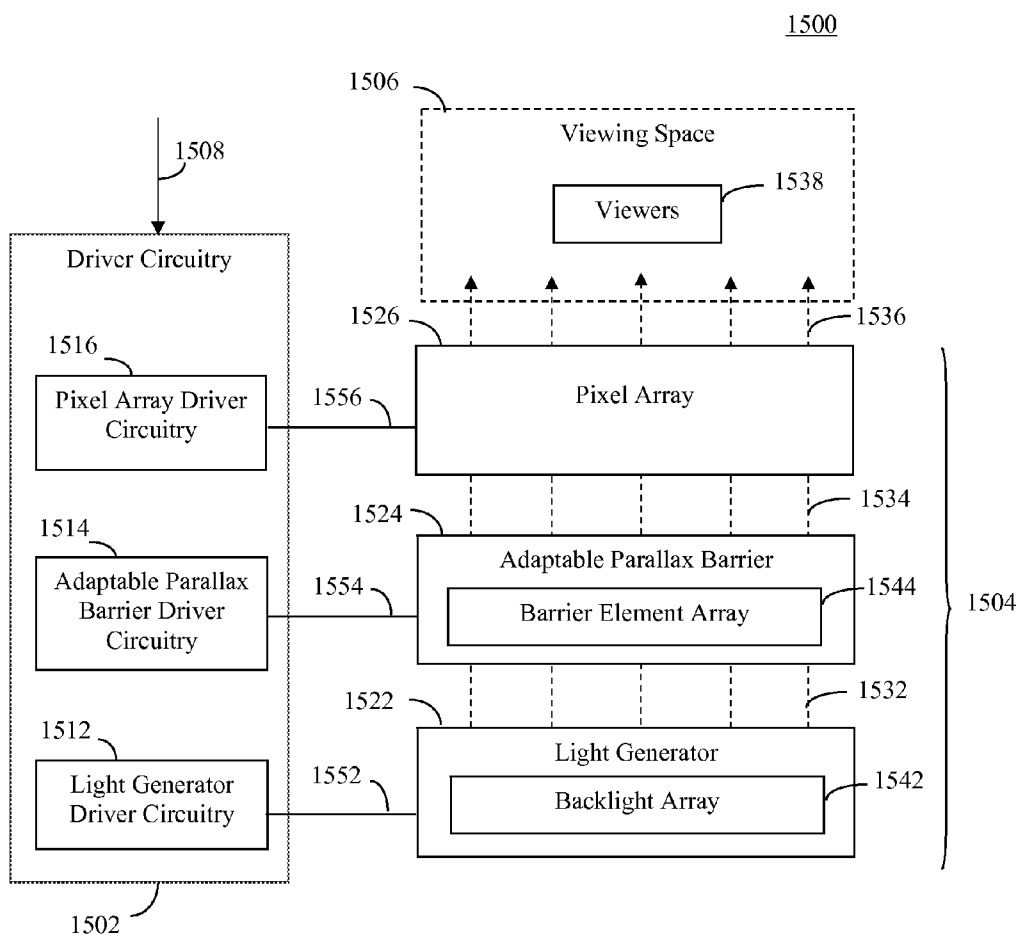 1500
1506
Viewing Space
1508
1538
Viewers
Driver Circuitry
1526
1536
1516
Pixel Array
Pixel Array Driver
Circuitry
1556
1534
1514
1524
Adaptable Parallax Barrier
Adaptable Parallax
Barrier Driver
Circuitry
1554
Barrier Element Array
1544
1504
1522
1532
1512
Light Generator
Light Generator
Driver Circuitry
1552
Backlight Array
1542
1502